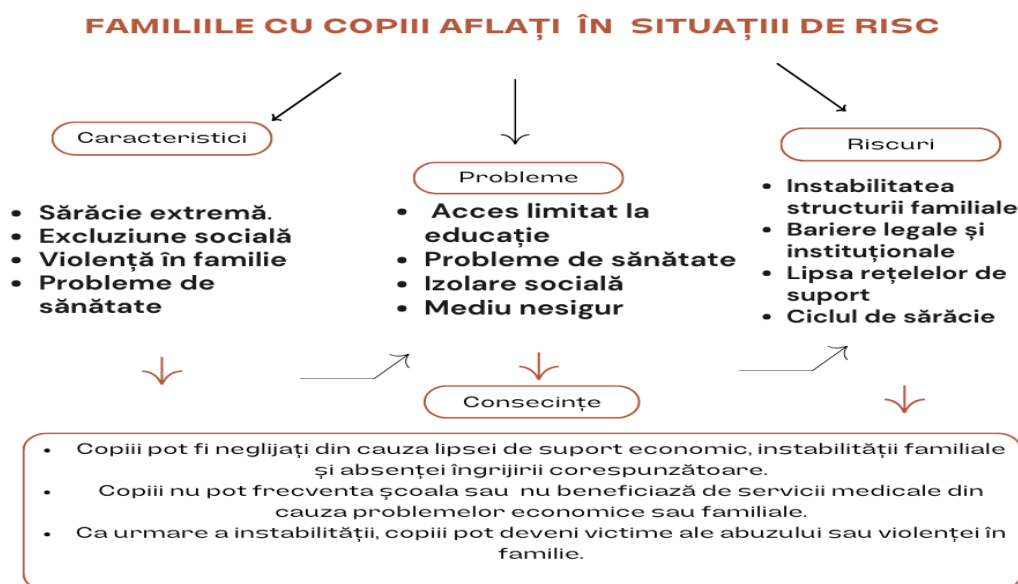 FAMILIILE CU COPIII AFLAȚI ÎN SITUAȚIII DE RISC
Caracteristici
• Sărăcie extremă.
• Excluziune socială
• Violență în familie
• Probleme de
sănătate
Probleme
• Acces limitat la
educație
• Probleme de sănătate
• Izolare socială
• Mediu nesigur
Riscuri
• Instabilitatea
structurii familiale
• Bariere legale și
instituționale
• Lipsa rețelelor de
suport
• Ciclul de sărăcie
Consecințe
• Copiii pot fi neglijați din cauza lipsei de suport economic, instabilității familiale
și absenței îngrijirii corespunzătoare.
• Copiii nu pot frecventa școala sau nu beneficiază de servicii medicale din
cauza problemelor economice sau familiale.
• Ca urmare a instabilității, copiii pot deveni victime ale abuzului sau violenței în
familie.